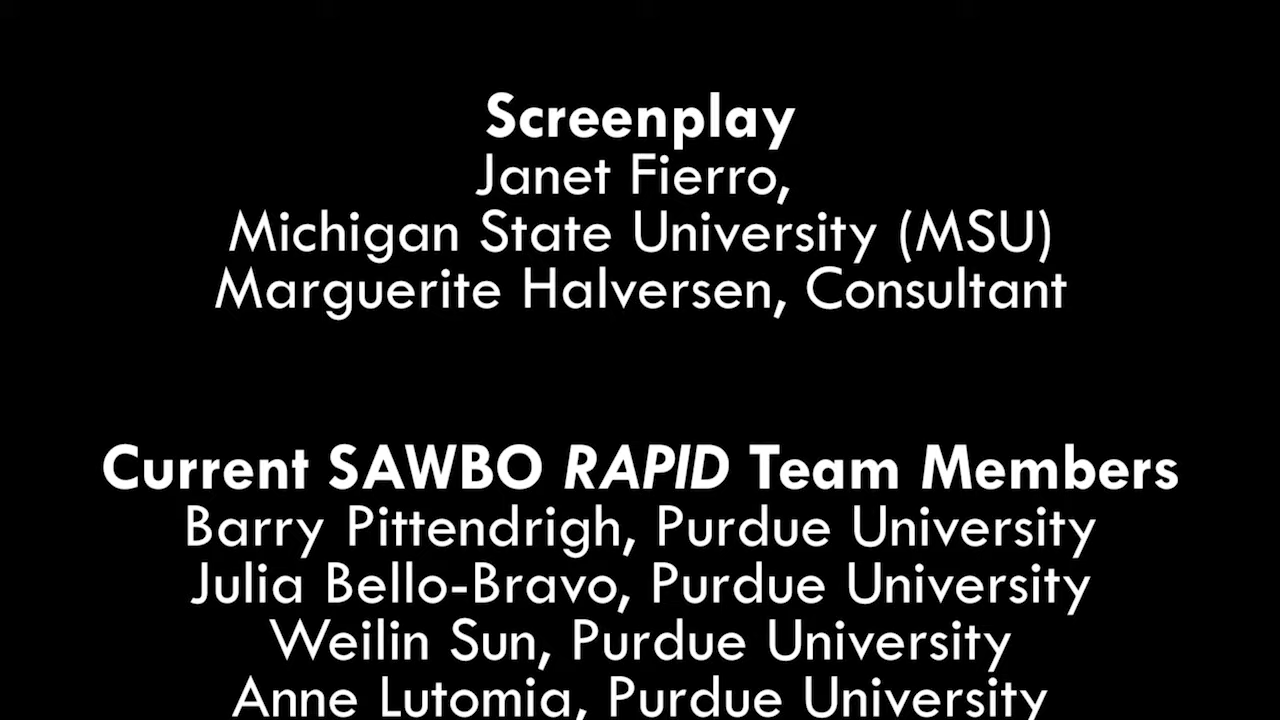 Screenplay
Janet Fierro,
Michigan State University (MSU)
Marguerite Halversen, Consultant
Current SAWBO RAPID Team Members
Barry Pittendrigh, Purdue University
Julia Bello-Bravo, Purdue University
Weilin Sun, Purdue University
Anne Lutomia, Purdue University